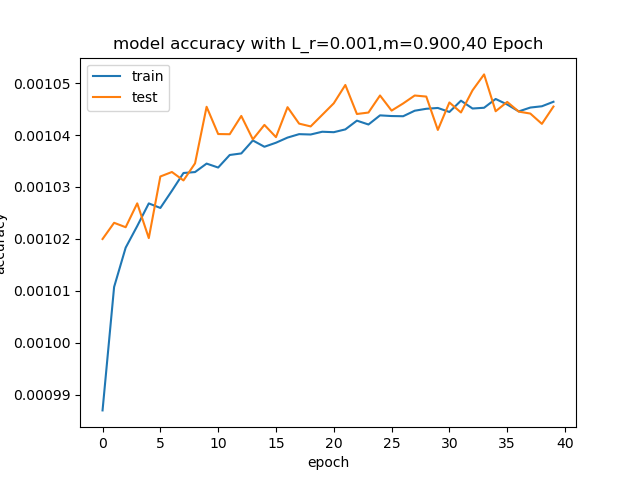 model accuracy with L_r=0.001,m=0.900,40 Epoch
train
test
0.00105
0.00104
0.00103
0.00102
0.00101
0.00100
0.00099
accuracy
0 5 10 15 20 25 30 35 40
epoch